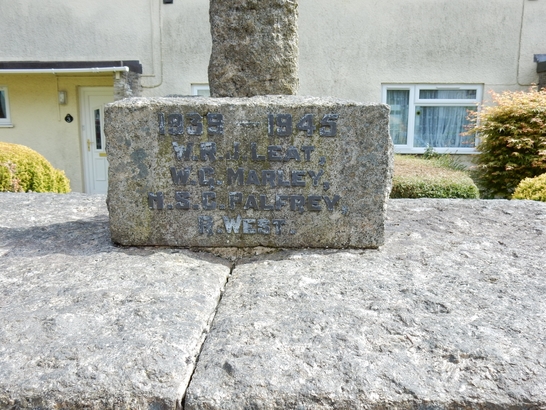 1939 - 1945
W.R.J. LEAT,
W.C. MARLEY,
N.S.C. PALFREY,
R. WEST.